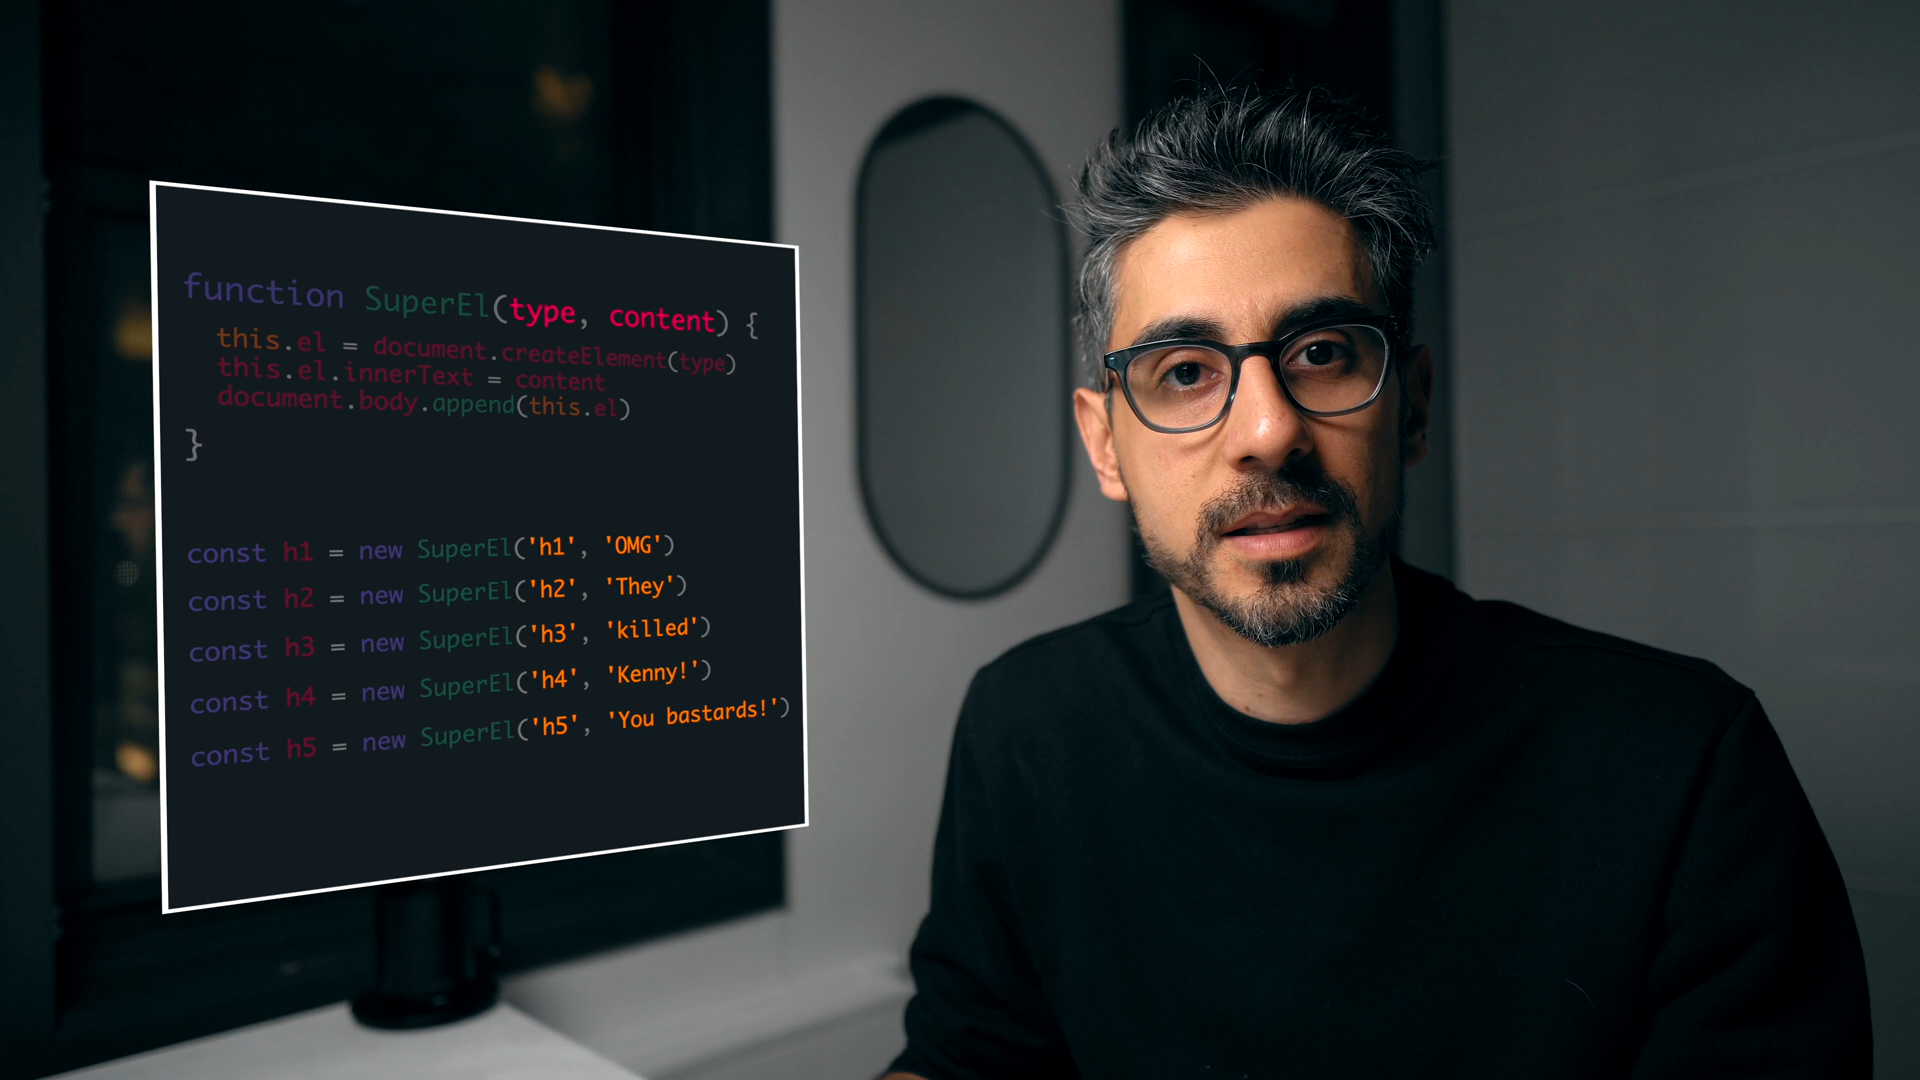 function SuperEl(type, content) {
this.el = document.createElement(type)
this.el.innerText = content
document.body.append(this.el)
}
const h1 = new SuperEl('h1', 'OMG')
const h2 = new SuperEl('h2', 'They')
const h3 = new SuperEl('h3', 'killed')
const h4 = new SuperEl('h4', 'Kenny!')
const h5 = new SuperEl('h5', 'You bastards!')